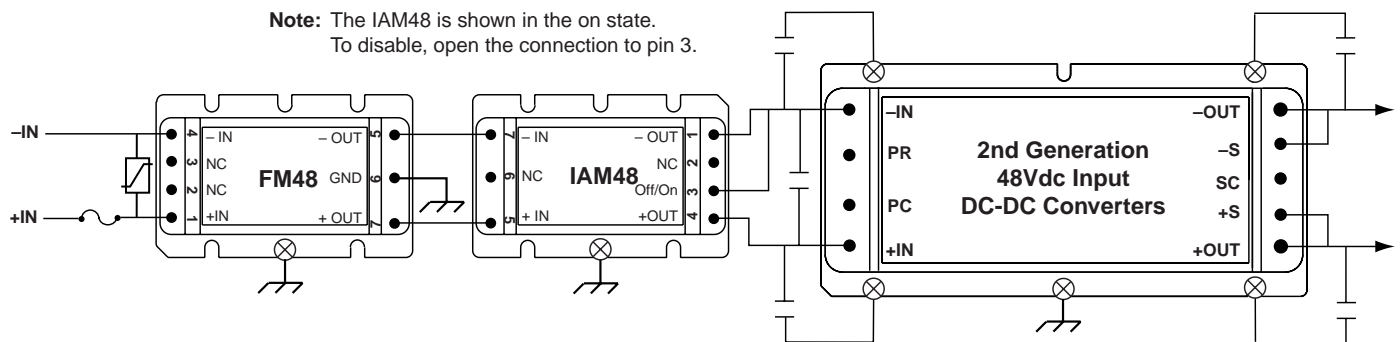 Note: The IAM48 is shown in the on state.
To disable, open the connection to pin 3.
–IN
+IN
4
3
2
1
– IN
NC
NC
+IN
FM48
– OUT
GND
+ OUT
5
6
7
7
6
5
– IN
NC
+ IN
IAM48
– OUT
NC
Off/On
+OUT
1
2
3
4
–IN
PR
PC
+IN
2nd Generation
48Vdc Input
DC-DC Converters
–OUT
–S
SC
+S
+OUT